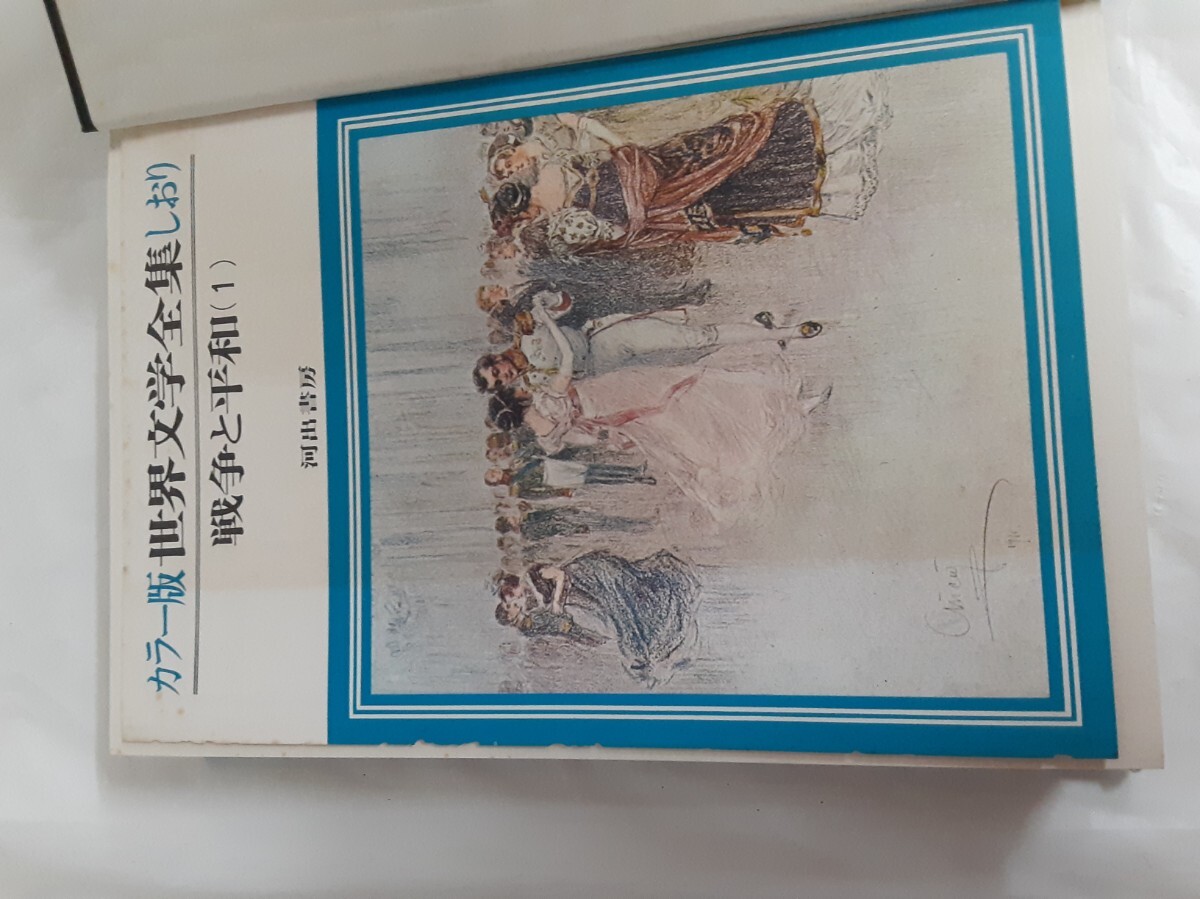 カラー版世界文学全集しおり
戦争と平和(1)
河出書房